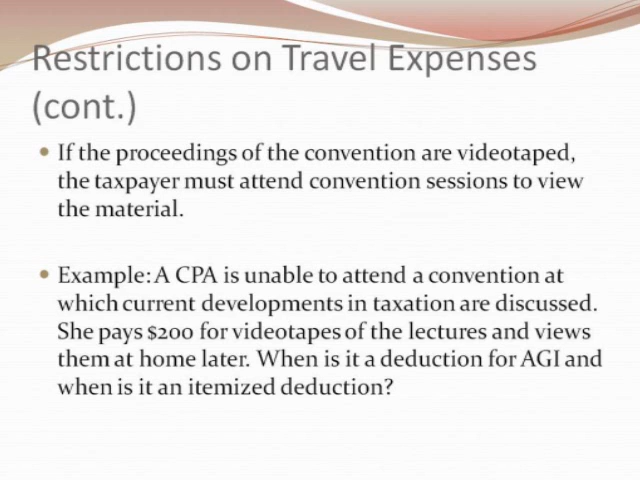 Restrictions on Travel Expenses
(cont.)
• If the proceedings of the convention are videotaped,
the taxpayer must attend convention sessions to view
the material.
• Example: A CPA is unable to attend a convention at
which current developments in taxation are discussed.
She pays $200 for videotapes of the lectures and views
them at home later. When is it a deduction for AGI and
when is it an itemized deduction?